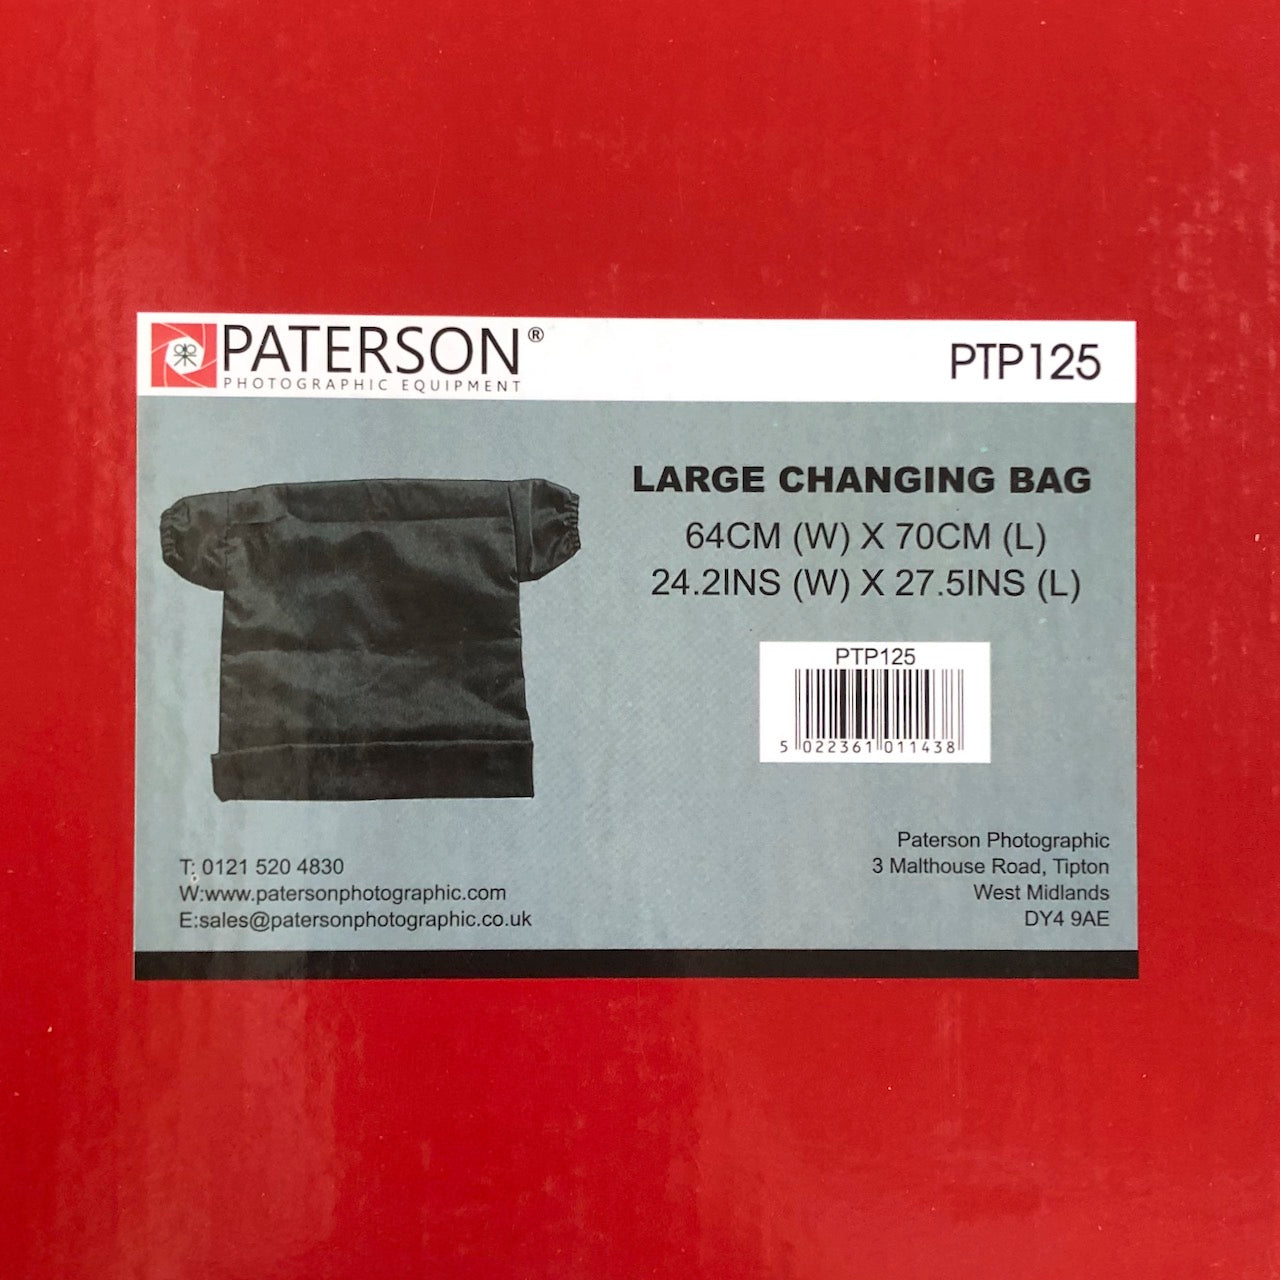 PATERSON®
PHOTOGRAPHIC EQUIPMENT
PTP125
LARGE CHANGING BAG
64CM (W) X 70CM (L)
24.2INS (W) X 27.5INS (L)
PTP125
5 022361 011438
T: 0121 520 4830
W:www.patersonphotographic.com
E:sales@patersonphotographic.co.uk
Paterson Photographic
3 Malthouse Road, Tipton
West Midlands
DY4 9AE